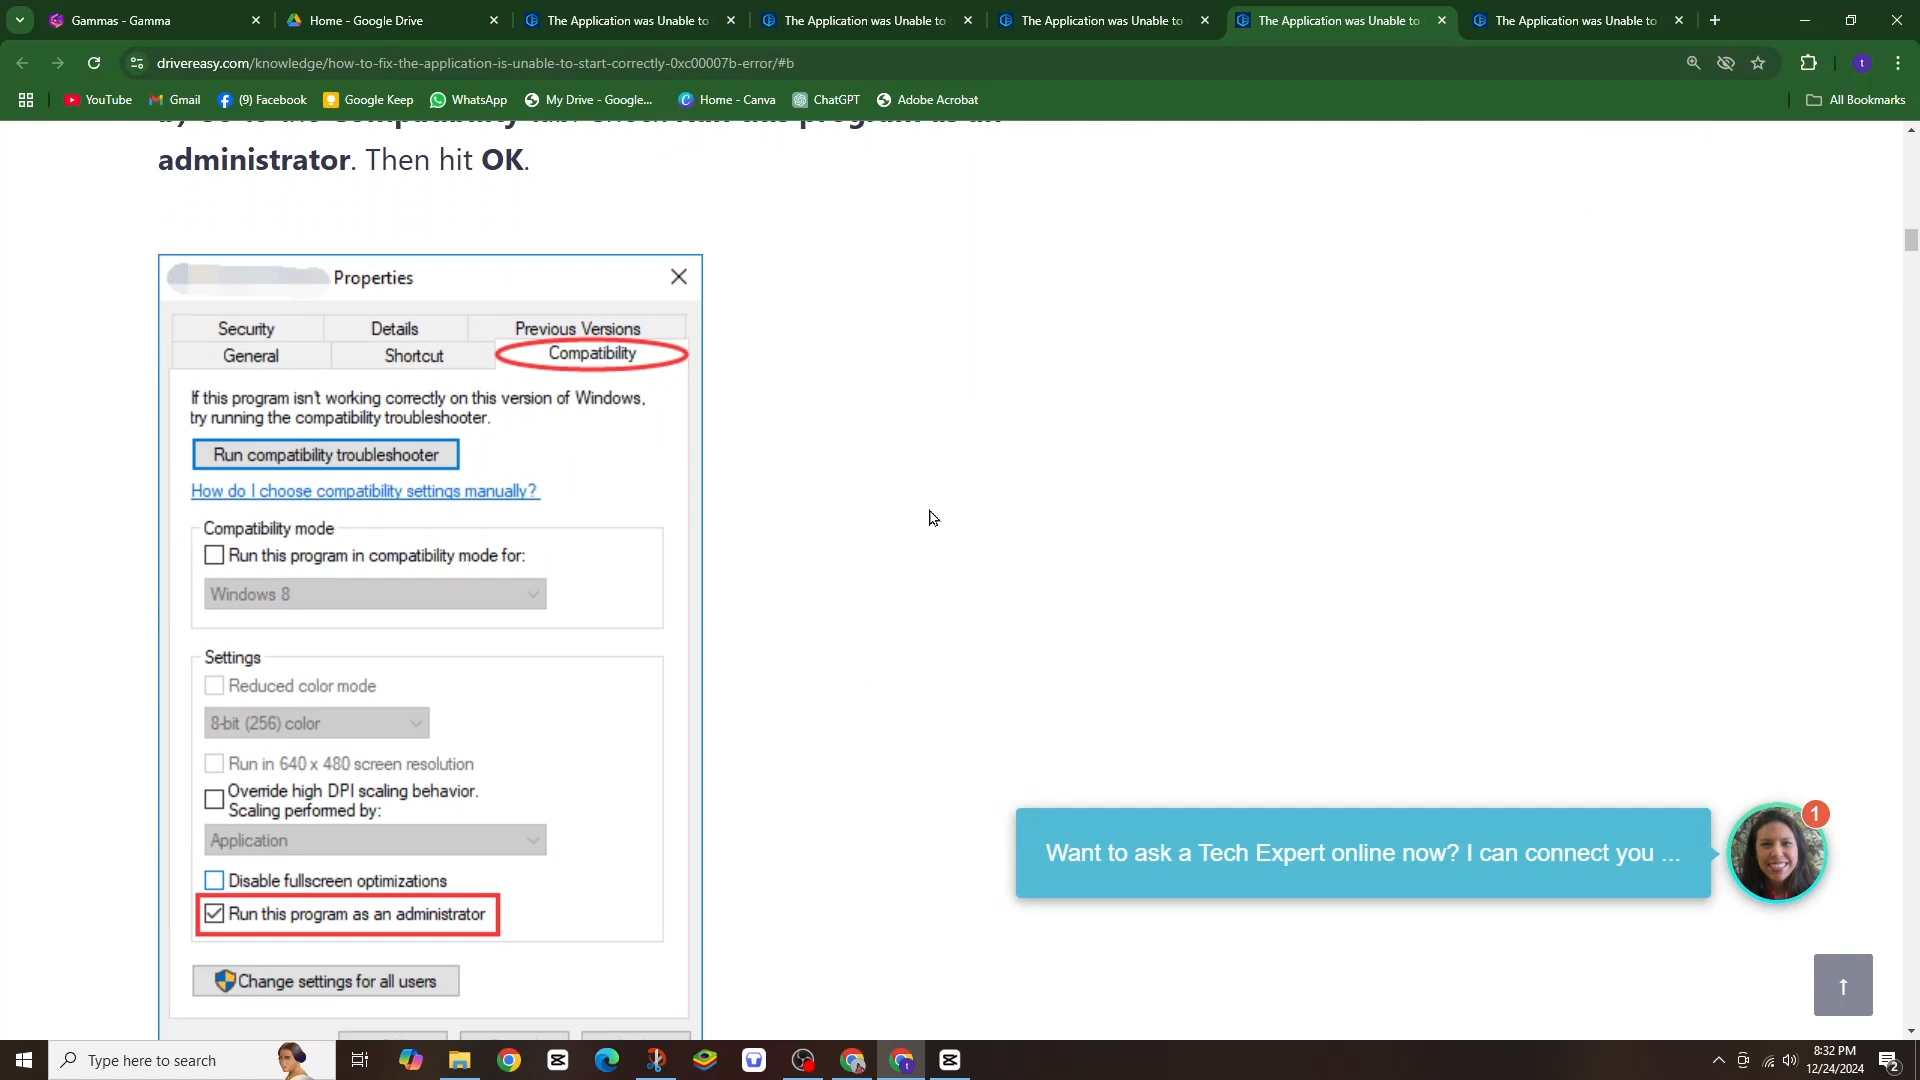 Gammas - Gamma
Home - Google Drive
The Application was Unable to
The Application was Unable to
The Application was Unable to
The Application was Unable to
The Application was Unable to
drivereasy.com/knowledge/how-to-fix-the-application-is-unable-to-start-correctly-0xc00007b-error/#b
t
YouTube
Gmail
(9) Facebook
Google Keep
WhatsApp
My Drive - Google...
Home - Canva
ChatGPT
Adobe Acrobat
All Bookmarks
administrator. Then hit OK.
Properties
Security
Details
Previous Versions
General
Shortcut
Compatibility
If this program isn't working correctly on this version of Windows,
try running the compatibility troubleshooter.
Run compatibility troubleshooter
How do I choose compatibility settings manually?
Compatibility mode
Run this program in compatibility mode for:
Windows 8
Settings
Reduced color mode
8-bit (256) color
Run in 640 x 480 screen resolution
Override high DPI scaling behavior.
Scaling performed by:
Application
Disable fullscreen optimizations
Run this program as an administrator
Change settings for all users
Want to ask a Tech Expert online now? I can connect you ...
1
↑
Type here to search
8:32 PM
12/24/2024
2